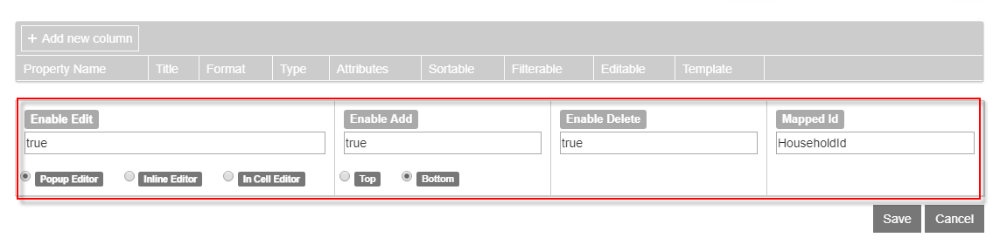 + Add new column
Property Name Title Format Type Attributes Sortable Filterable Editable Template
Enable Edit Enable Add Enable Delete Mapped Id
true true true HouseholdId
Popup Editor Inline Editor In Cell Editor Top Bottom
Save Cancel